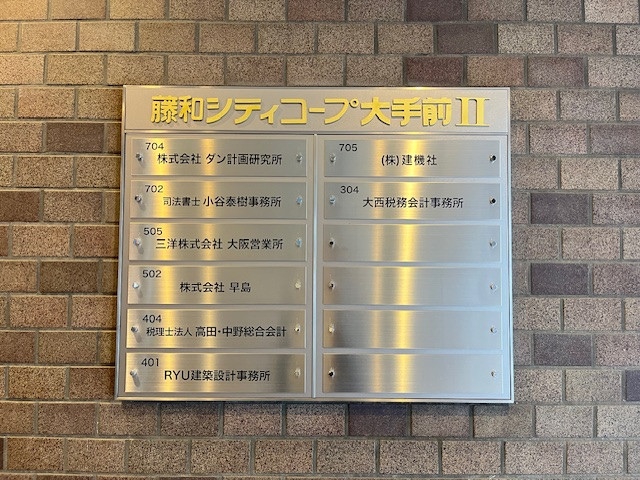 藤和シティコープ大手前II
704
株式会社 ダン計画研究所
702
司法書士 小谷泰樹事務所
505
三洋株式会社 大阪営業所
502
株式会社 早島
404
税理士法人 高田・中野総合会計
401
RYU建築設計事務所
705
(株)建機社
304
大西税務会計事務所